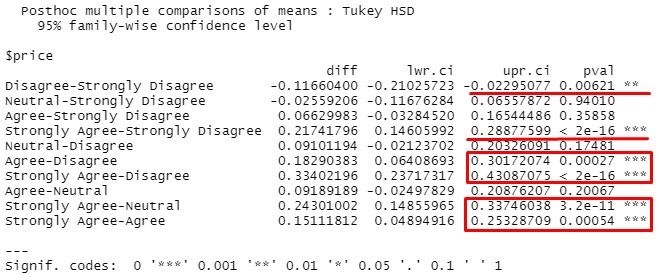 Posthoc multiple comparisons of means : Tukey HSD
95% family-wise confidence level
$price
diff lwr.ci upr.ci pval
Disagree-Strongly Disagree -0.11660400 -0.21025723 -0.02295077 0.00621 **
Neutral-Strongly Disagree -0.02559206 -0.11676284 0.06557872 0.94010
Agree-Strongly Disagree 0.06629983 -0.03284520 0.16544486 0.35858
Strongly Agree-Strongly Disagree 0.21741796 0.14605992 0.28877599 < 2e-16 ***
Neutral-Disagree 0.09101194 -0.02123702 0.20326091 0.17481
Agree-Disagree 0.18290383 0.06408693 0.30172074 0.00027 ***
Strongly Agree-Disagree 0.33402196 0.23717317 0.43087075 < 2e-16 ***
Agree-Neutral 0.09189189 -0.02497829 0.20876207 0.20067
Strongly Agree-Neutral 0.24301002 0.14855965 0.33746038 3.2e-11 ***
Strongly Agree-Agree 0.15111812 0.04894916 0.25328709 0.00054 ***
---
Signif. codes: 0 '***' 0.001 '**' 0.01 '*' 0.05 '.' 0.1 ' ' 1